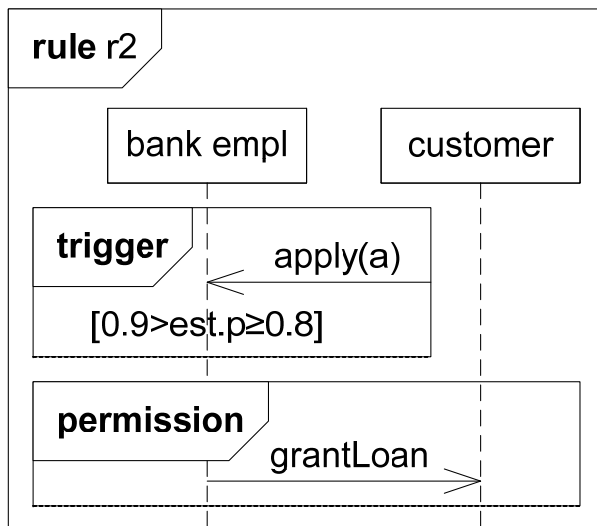 rule r2
bank empl
customer
trigger
apply(a)
[0.9>est.p≥0.8]
permission
grantLoan